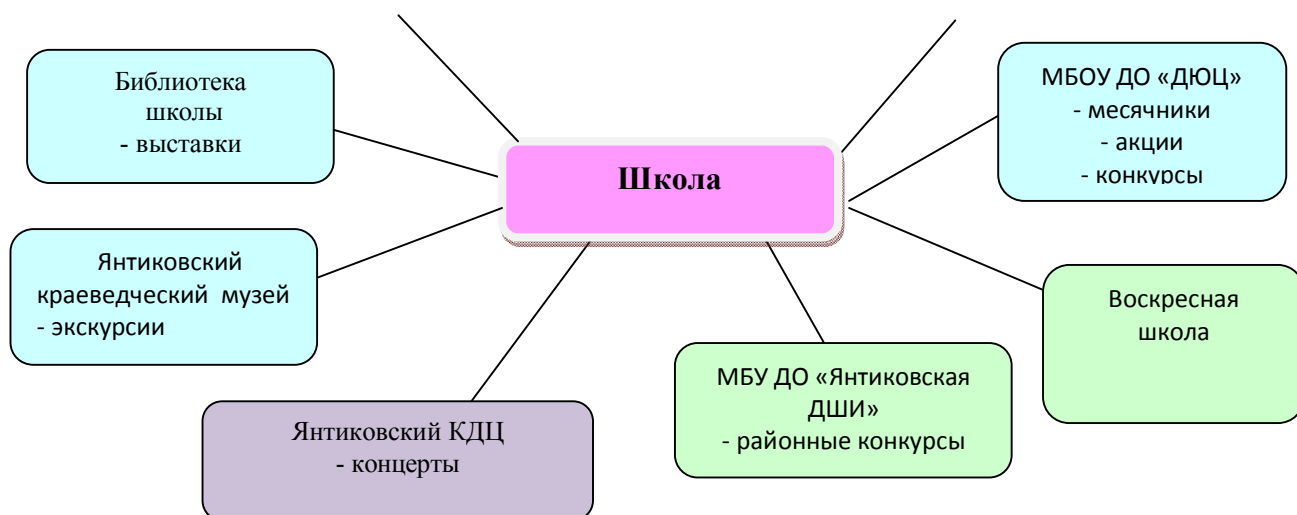 Библиотека
школы
- выставки
МБОУ ДО «ДЮЦ»
- месячники
- акции
- конкурсы
Школа
Янтиковский
краеведческий музей
- экскурсии
Воскресная
школа
МБУ ДО «Янтиковская
ДШИ»
- районные конкурсы
Янтиковский КДЦ
- концерты